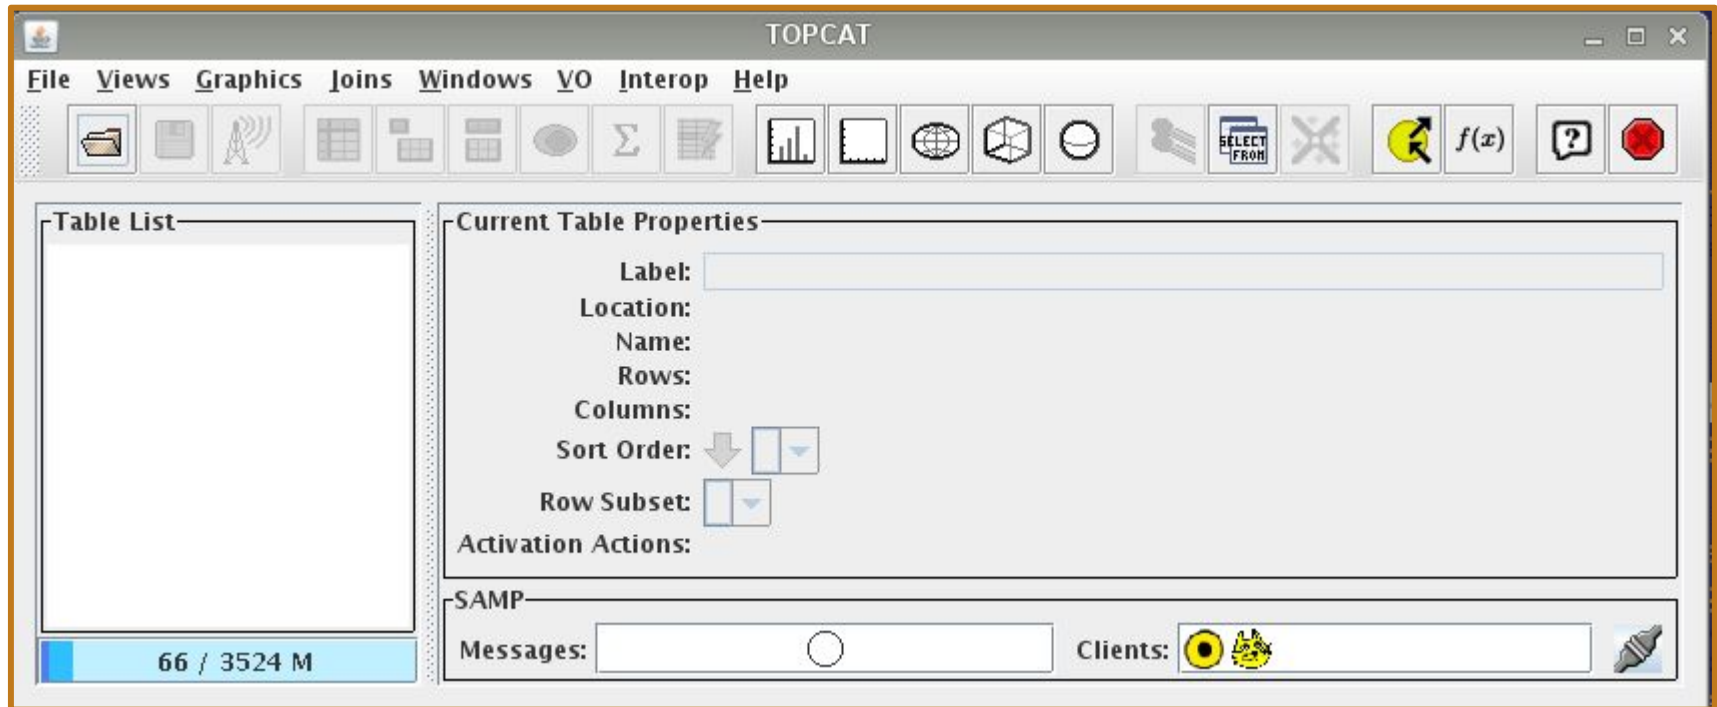 TOPCAT
File Views Graphics Joins Windows VO Interop Help
SELECT FROM
f(x)
?
Table List
66 / 3524 M
Current Table Properties
Label:
Location:
Name:
Rows:
Columns:
Sort Order:
Row Subset:
Activation Actions:
SAMP
Messages: Clients: